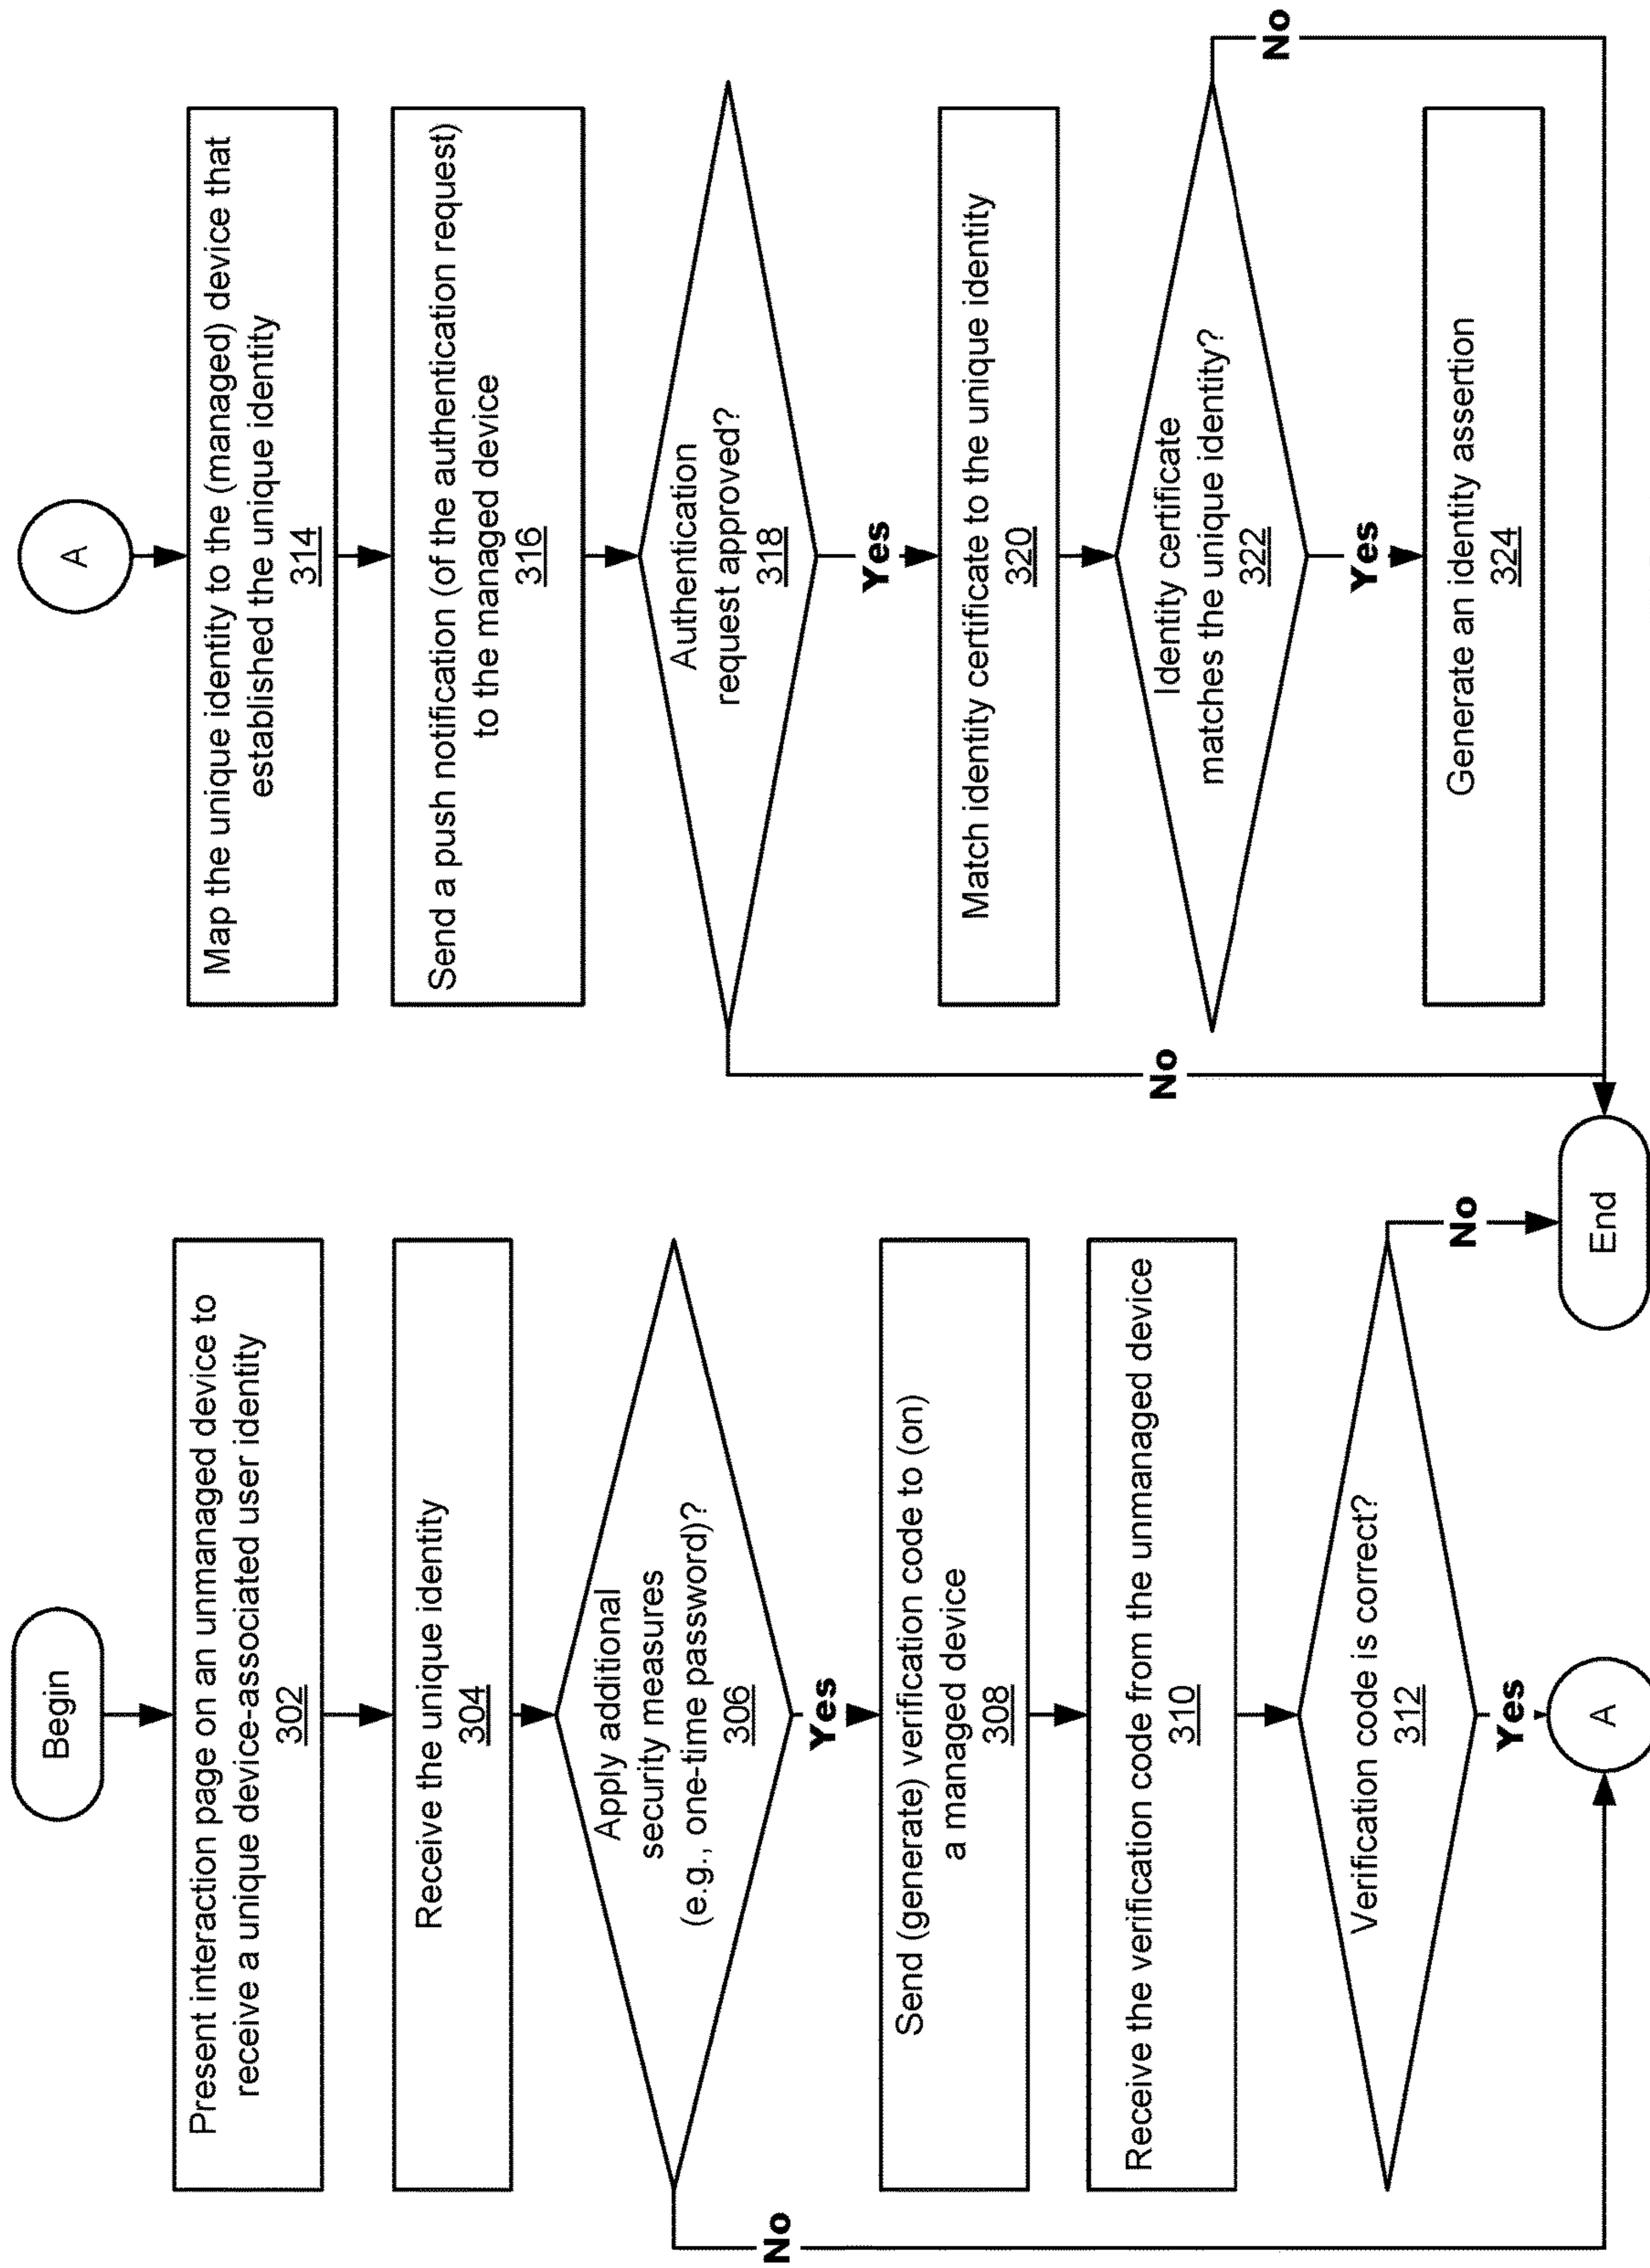 Begin
Present interaction page on an unmanaged device to
receive a unique device-associated user identity
302
Receive the unique identity
304
Apply additional
security measures
(e.g., one-time password)?
306
No
Yes
Send (generate) verification code to (on)
a managed device
308
Receive the verification code from the unmanaged device
310
Verification code is correct?
312
No
Yes
A
End
A
Map the unique identity to the (managed) device that
established the unique identity
314
Send a push notification (of the authentication request)
to the managed device
316
Authentication
request approved?
318
No
Yes
Match identity certificate to the unique identity
320
Identity certificate
matches the unique identity?
322
No
Yes
Generate an identity assertion
324